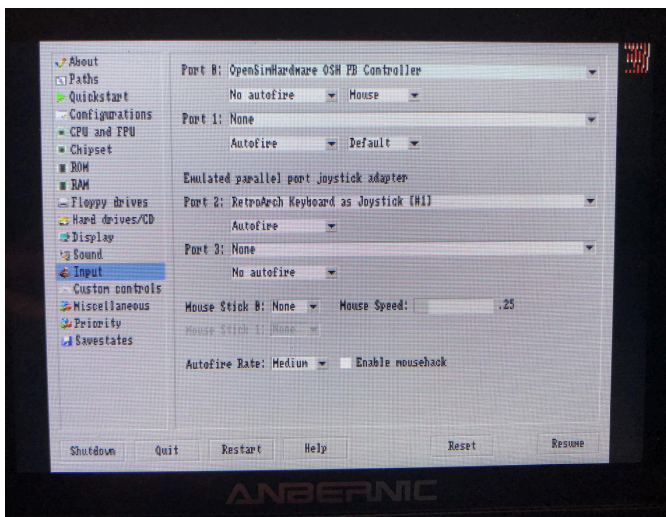 About
Paths
Quickstart
Configurations
CPU and FPU
Chipset
ROM
RAM
Floppy drives
Hard drives/CD
Display
Sound
Input
Custom controls
Miscellaneous
Priority
Savestates
Port 0: OpenSimHardware OSH PB Controller
No autofire Mouse
Port 1: None
Autofire Default
Emulated parallel port joystick adapter
Port 2: RetroArch Keyboard as Joystick [#1]
Autofire
Port 3: None
No autofire
Mouse Stick 0: None Mouse Speed: .25
Mouse Stick 1: None
Autofire Rate: Medium Enable mousehack
Shutdown Quit Restart Help Reset Resume
ANBERNIC